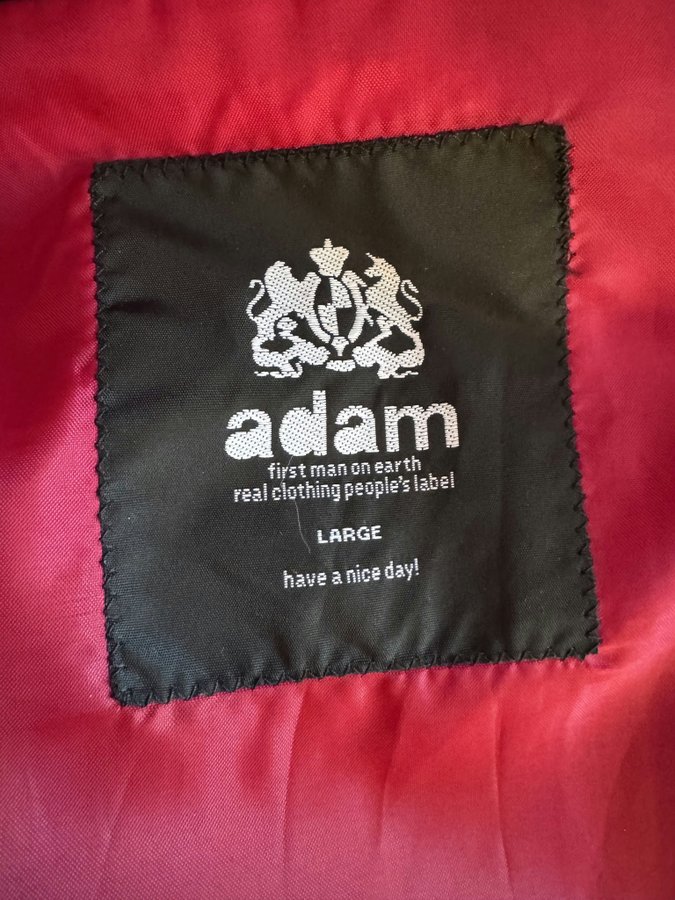 adam
first man on earth
real clothing people's label
LARGE
have a nice day!